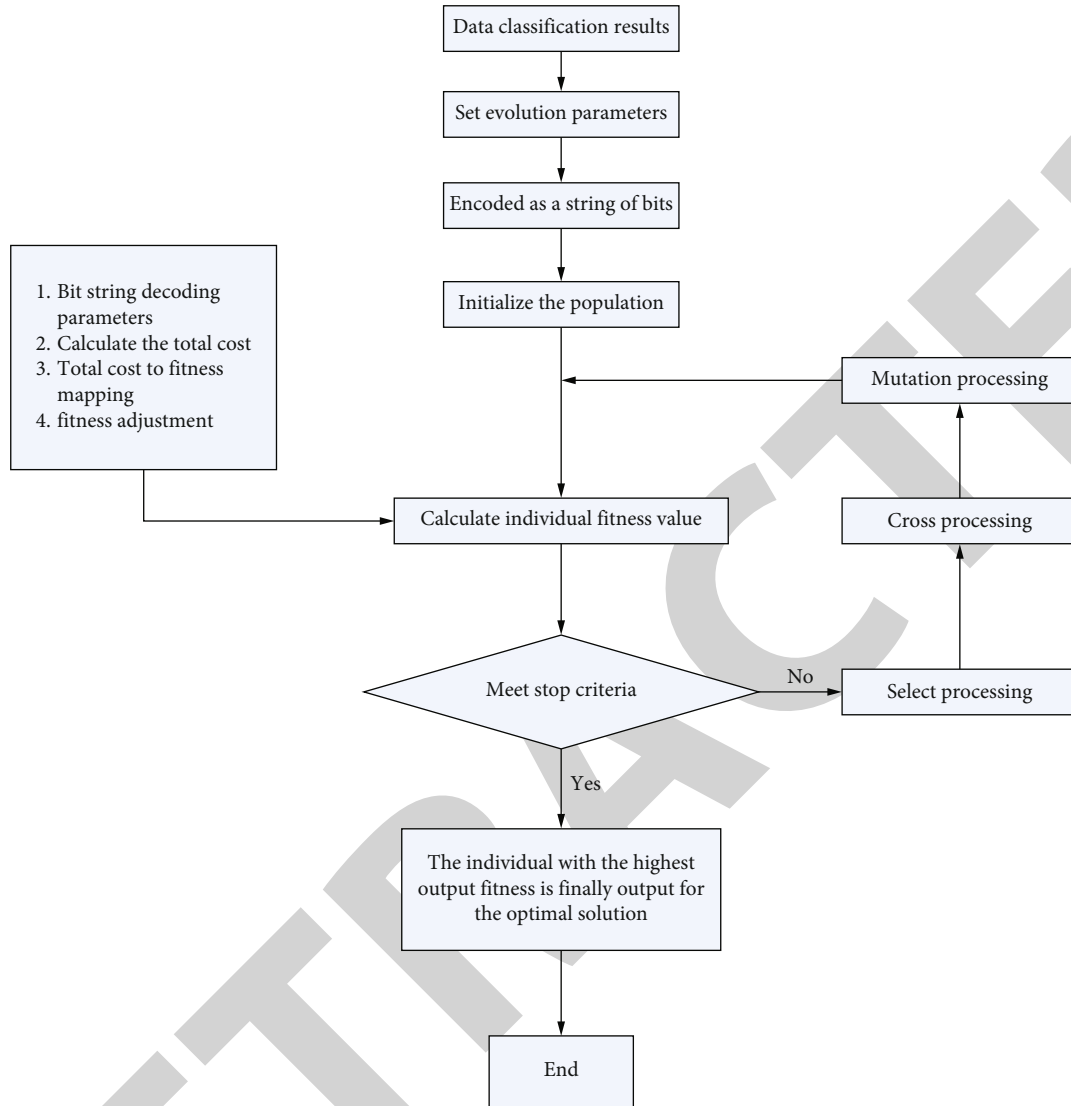 Data classification results
Set evolution parameters
Encoded as a string of bits
Initialize the population
1. Bit string decoding
parameters
2. Calculate the total cost
3. Total cost to fitness
mapping
4. fitness adjustment
Mutation processing
Calculate individual fitness value
Cross processing
Meet stop criteria
No
Select processing
Yes
The individual with the highest
output fitness is finally output for
the optimal solution
End